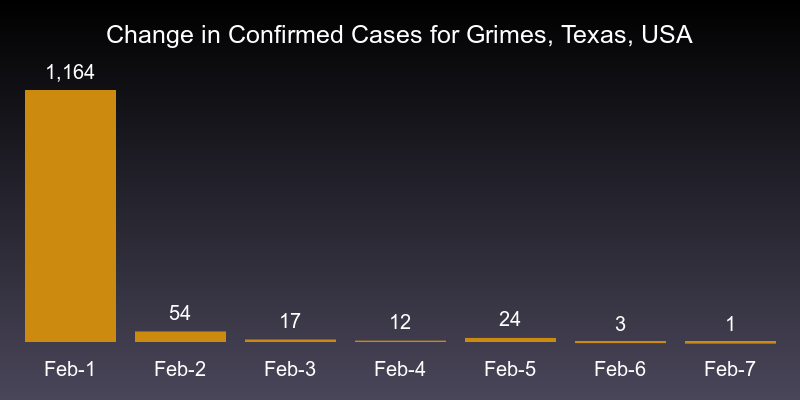 Change in Confirmed Cases for Grimes, Texas, USA
1,164
54
17
12
24
3
1
Feb-1
Feb-2
Feb-3
Feb-4
Feb-5
Feb-6
Feb-7